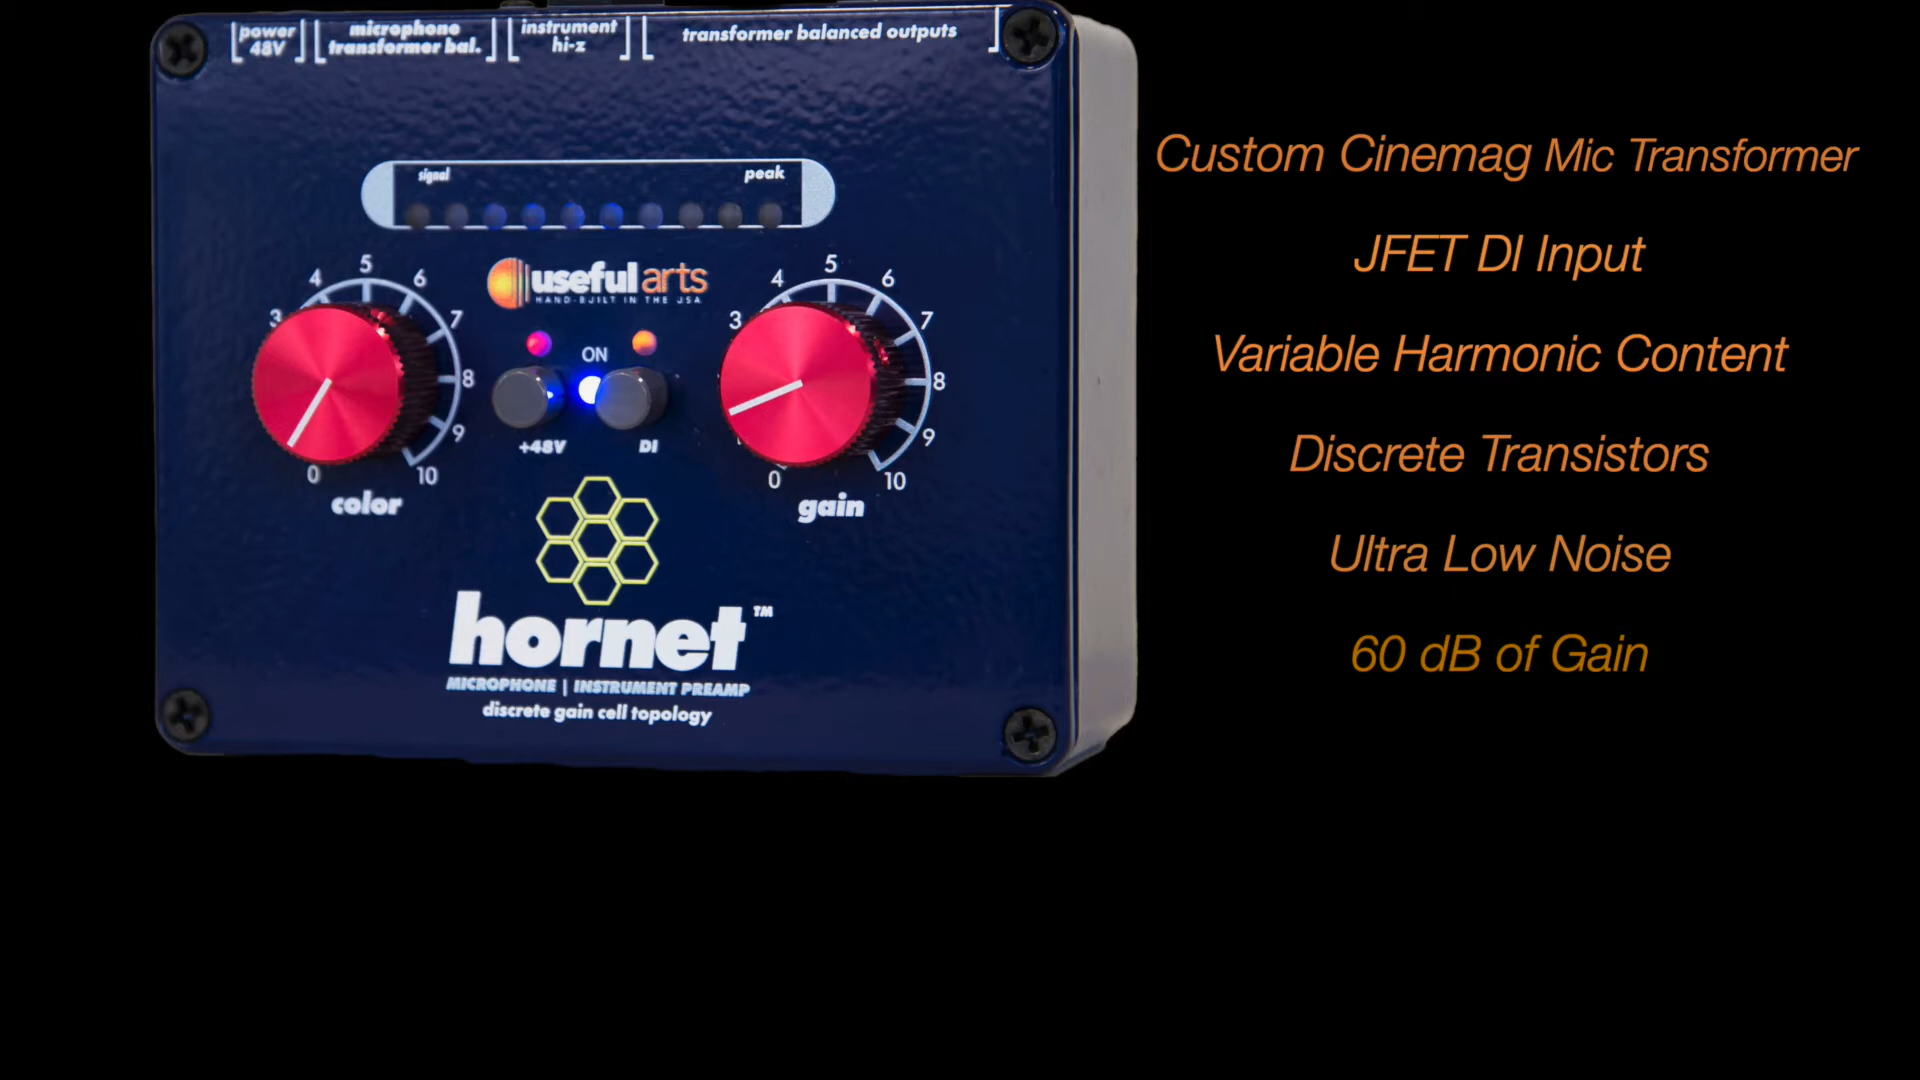 power
48V
microphone
transformer bal.
instrument
hi-z
transformer balanced outputs
signal
peak
useful arts
HAND-BUILT IN THE USA
3
4
5
6
7
8
9
10
0
color
ON
+48V
DI
3
4
5
6
7
8
9
10
0
gain
hornet™
MICROPHONE | INSTRUMENT PREAMP
discrete gain cell topology
Custom Cinemag Mic Transformer
JFET DI Input
Variable Harmonic Content
Discrete Transistors
Ultra Low Noise
60 dB of Gain